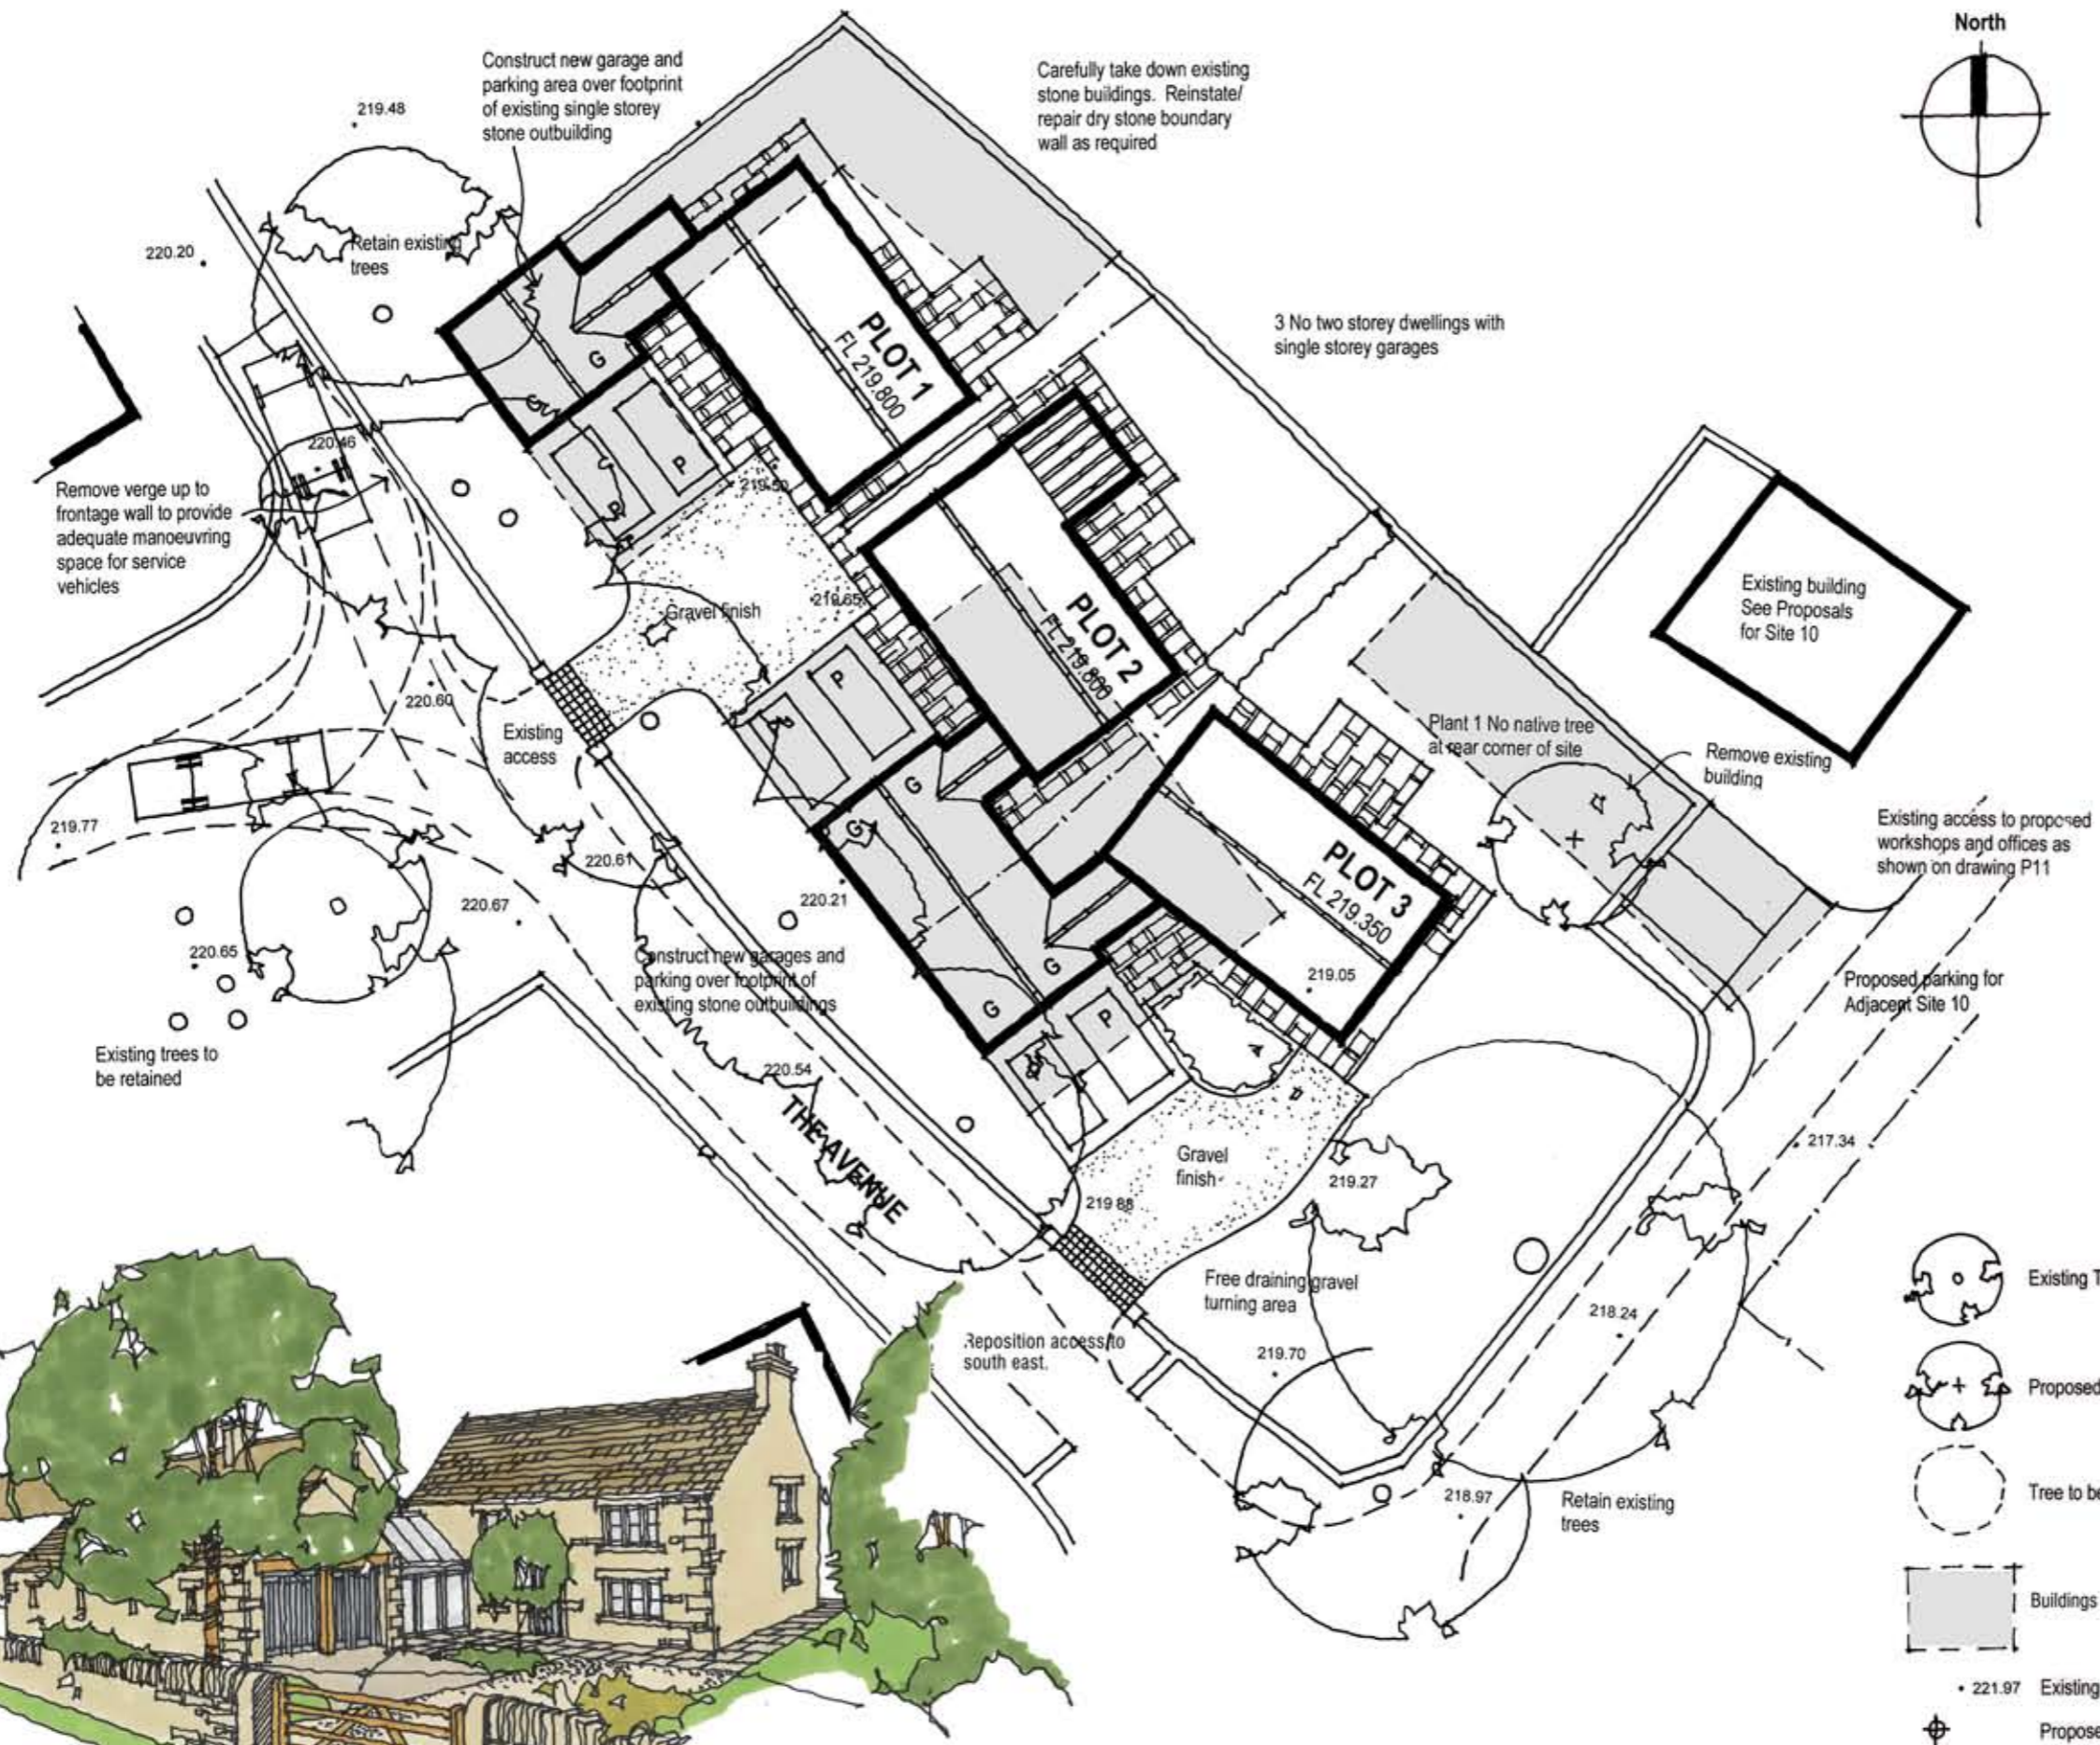 North
Construct new garage and
parking area over footprint
of existing single storey
stone outbuilding
Carefully take down existing
stone buildings. Reinstate/
repair dry stone boundary
wall as required
219.48
220.20
Retain existing
trees
3 No two storey dwellings with
single storey garages
PLOT 1
FL 219.800
G
G
P
P
220.46
219.50
Remove verge up to
frontage wall to provide
adequate manoeuvring
space for service
vehicles
Gravel finish
219.65
PLOT 2
FL 219.800
Existing building
See Proposals
for Site 10
220.60
Existing
access
P
Plant 1 No native tree
at rear corner of site
Remove existing
building
G
G
219.77
220.61
PLOT 3
FL 219.350
Existing access to proposed
workshops and offices as
shown on drawing P11
220.67
220.21
220.65
Construct new garages and
parking over footprint of
existing stone outbuildings
G
G
219.05
Proposed parking for
Adjacent Site 10
P
Existing trees to
be retained
220.54
THE AVENUE
217.34
Gravel
finish
219.27
219.88
Free draining gravel
turning area
218.24
Reposition access to
south east.
219.70
218.97
Retain existing
trees
Existing T
Proposed
Tree to be
Buildings
221.97 Existing
Propose